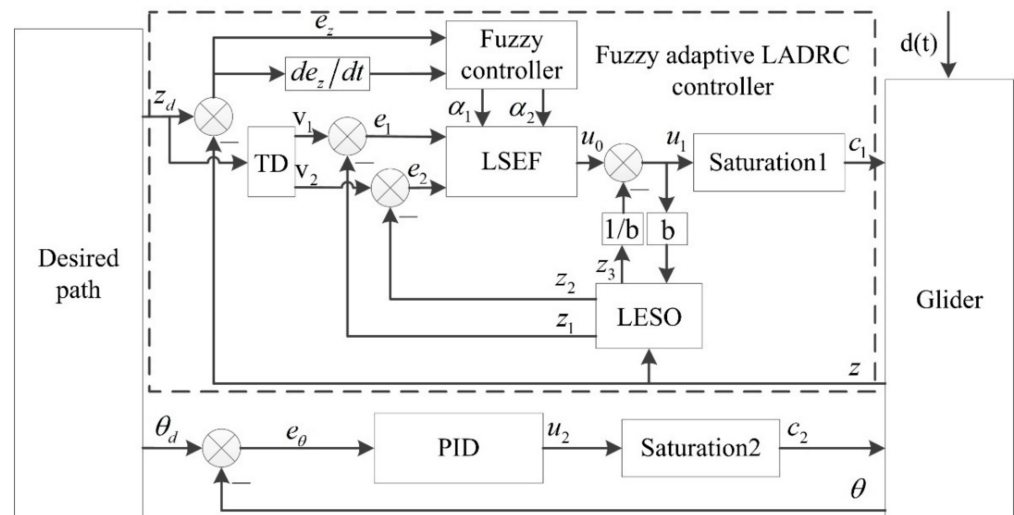 Desired
path
z_d
e_z
de_z/dt
Fuzzy
controller
Fuzzy adaptive LADRC
controller
d(t)
α_1
α_2
TD
v_1
v_2
e_1
e_2
LSEF
u_0
u_1
Saturation1
c_1
1/b
b
z_3
z_2
z_1
LESO
z
Glider
θ_d
e_θ
PID
u_2
Saturation2
c_2
θ